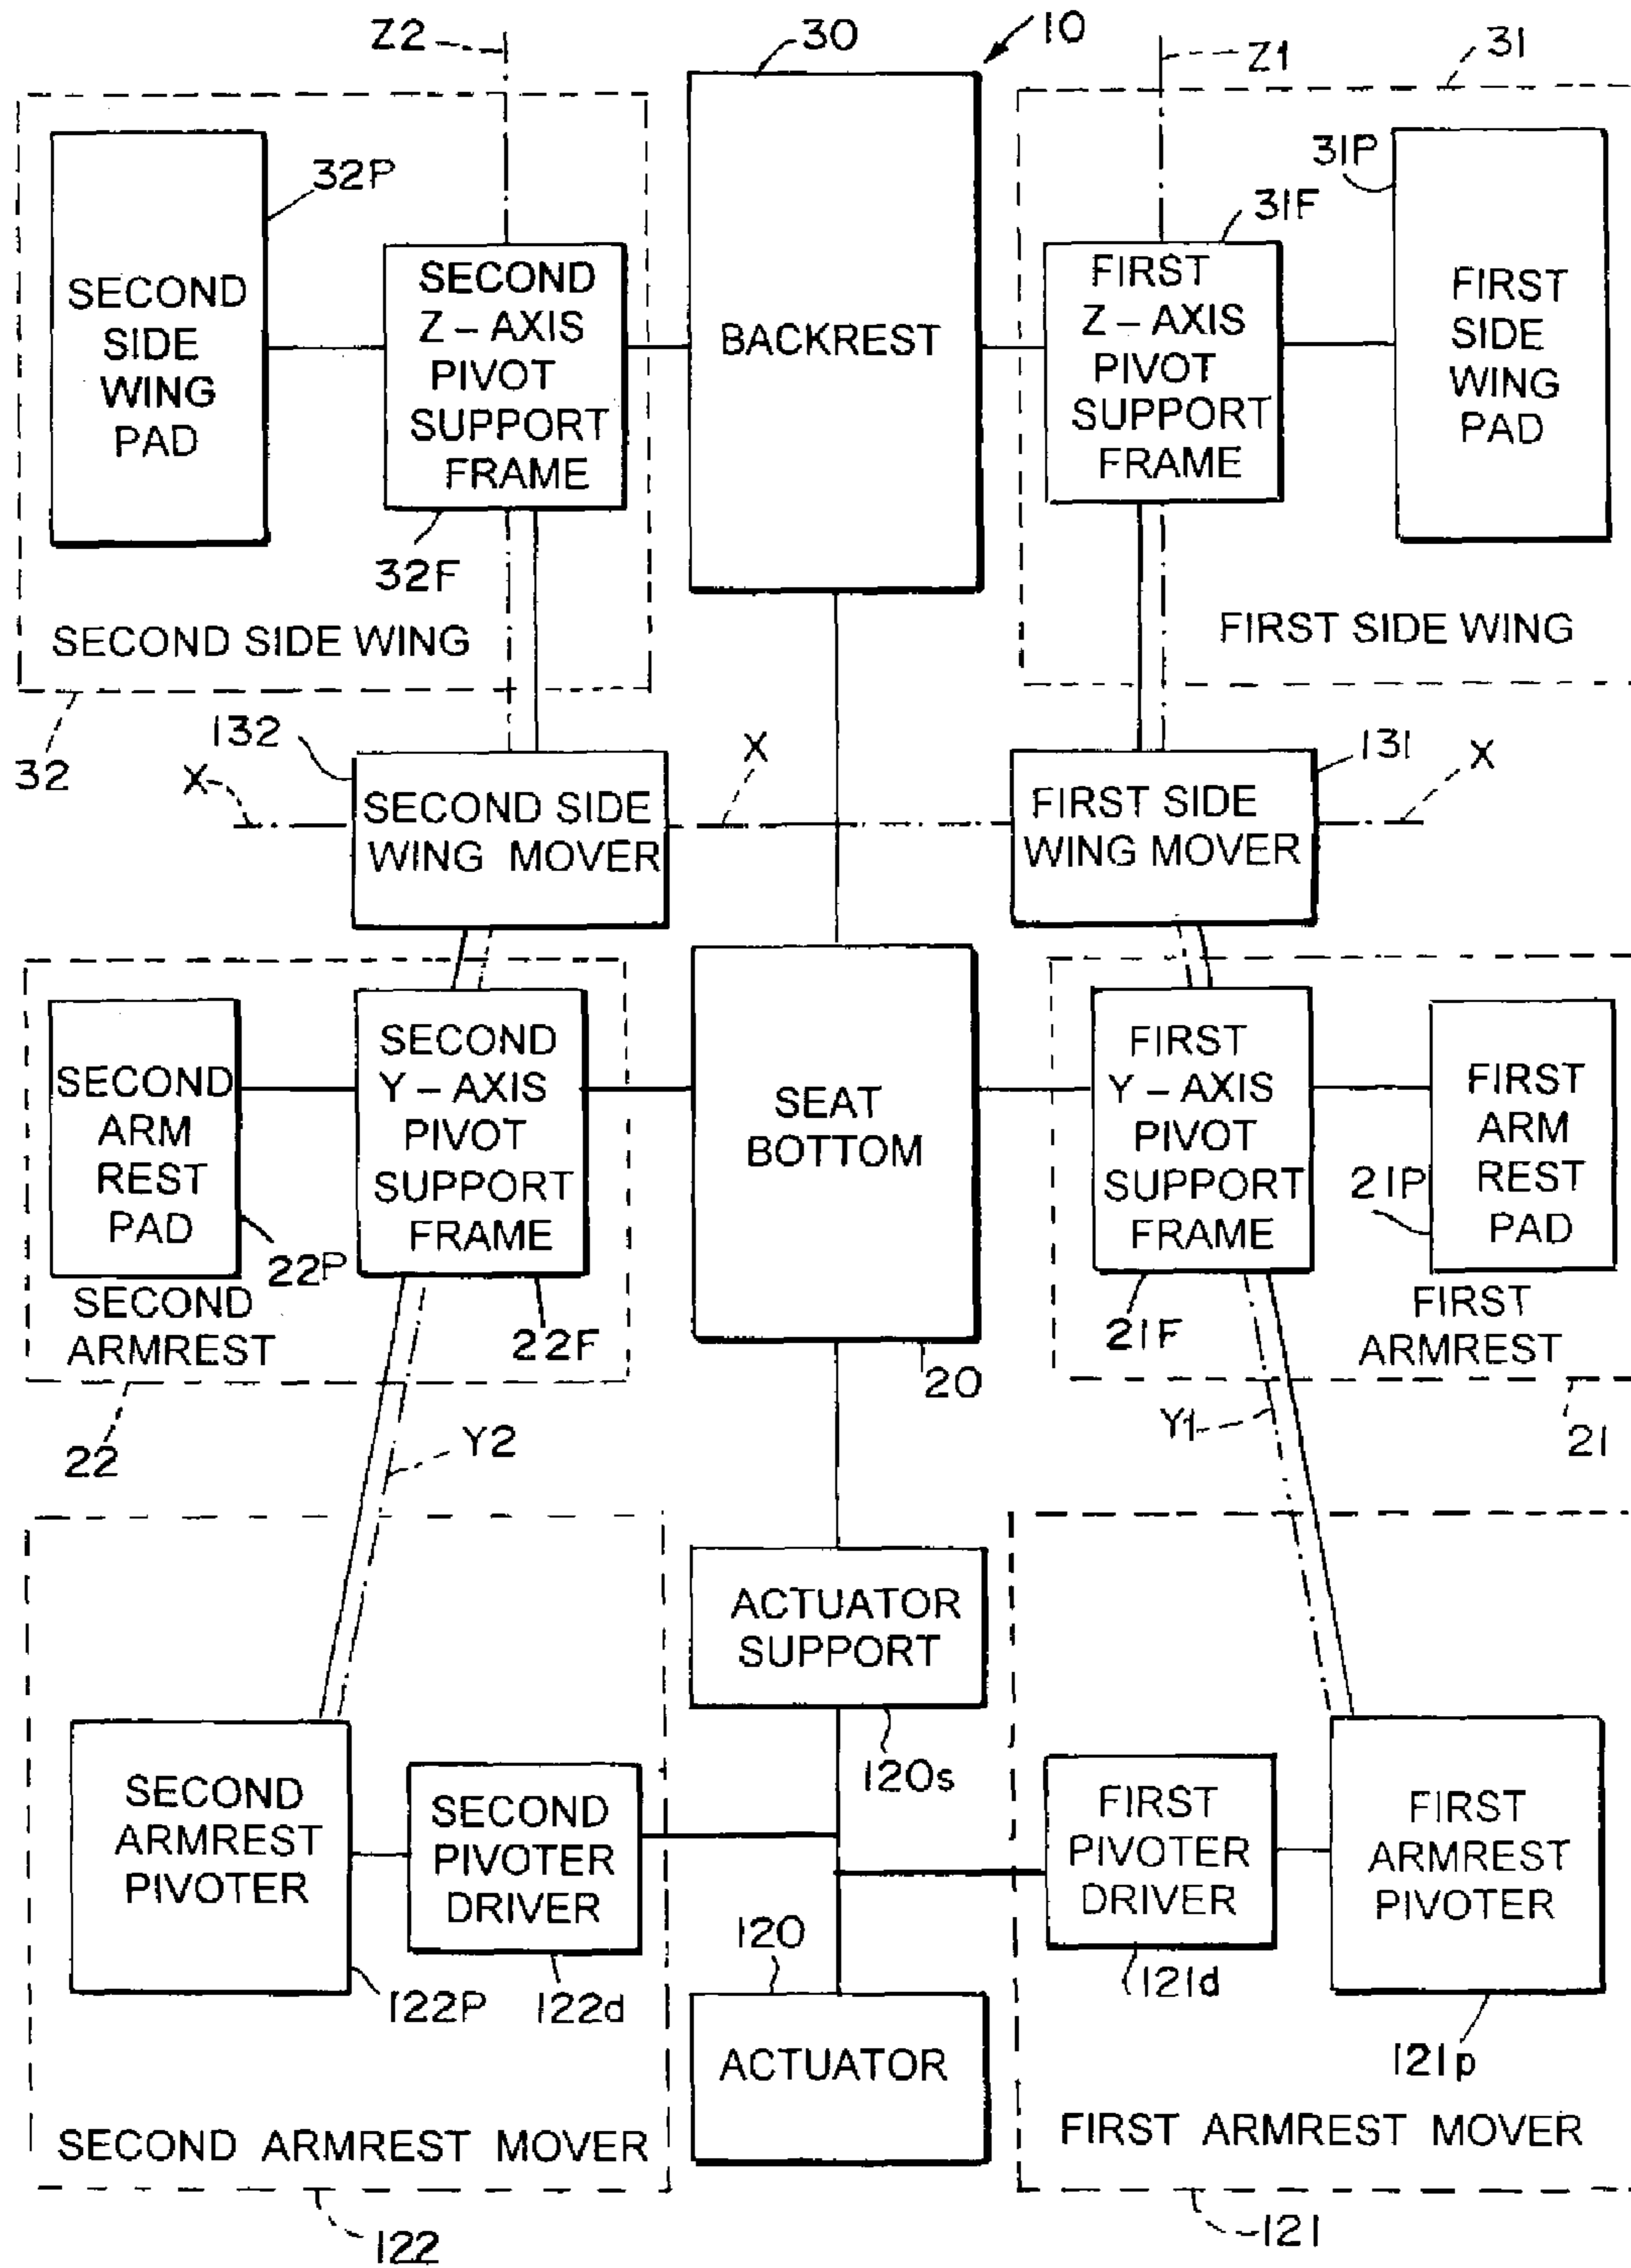 Z2
30
10
Z1
31
32P
31P
31F
SECOND
SIDE
WING
PAD
SECOND
Z-AXIS
PIVOT
SUPPORT
FRAME
BACKREST
FIRST
Z-AXIS
PIVOT
SUPPORT
FRAME
FIRST
SIDE
WING
PAD
32F
SECOND SIDE WING
FIRST SIDE WING
32
132
X
X
131
X
SECOND SIDE
WING MOVER
FIRST SIDE
WING MOVER
SECOND
ARM
REST
PAD
SECOND
Y-AXIS
PIVOT
SUPPORT
FRAME
SEAT
BOTTOM
FIRST
Y-AXIS
PIVOT
SUPPORT
FRAME
FIRST
ARM
REST
PAD
21P
22P
SECOND
ARMREST
22F
20
21F
FIRST
ARMREST
22
Y2
Y1
21
ACTUATOR
SUPPORT
120s
SECOND
ARMREST
PIVOTER
SECOND
PIVOTER
DRIVER
FIRST
PIVOTER
DRIVER
FIRST
ARMREST
PIVOTER
122P
122d
120
121d
121p
ACTUATOR
SECOND ARMREST MOVER
FIRST ARMREST MOVER
122
121